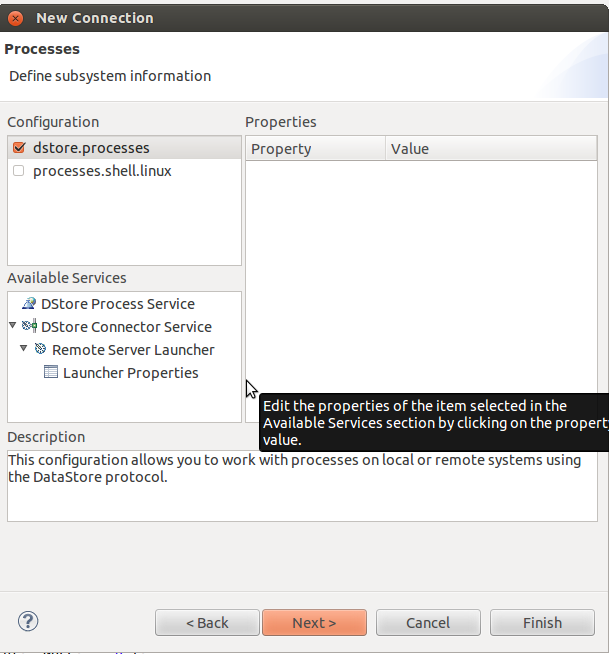 New Connection
Processes
Define subsystem information
Configuration
Properties
dstore.processes
processes.shell.linux
Property
Value
Available Services
DStore Process Service
DStore Connector Service
Remote Server Launcher
Launcher Properties
Edit the properties of the item selected in the
Available Services section by clicking on the property
value.
Description
This configuration allows you to work with processes on local or remote systems using
the DataStore protocol.
?
< Back
Next >
Cancel
Finish